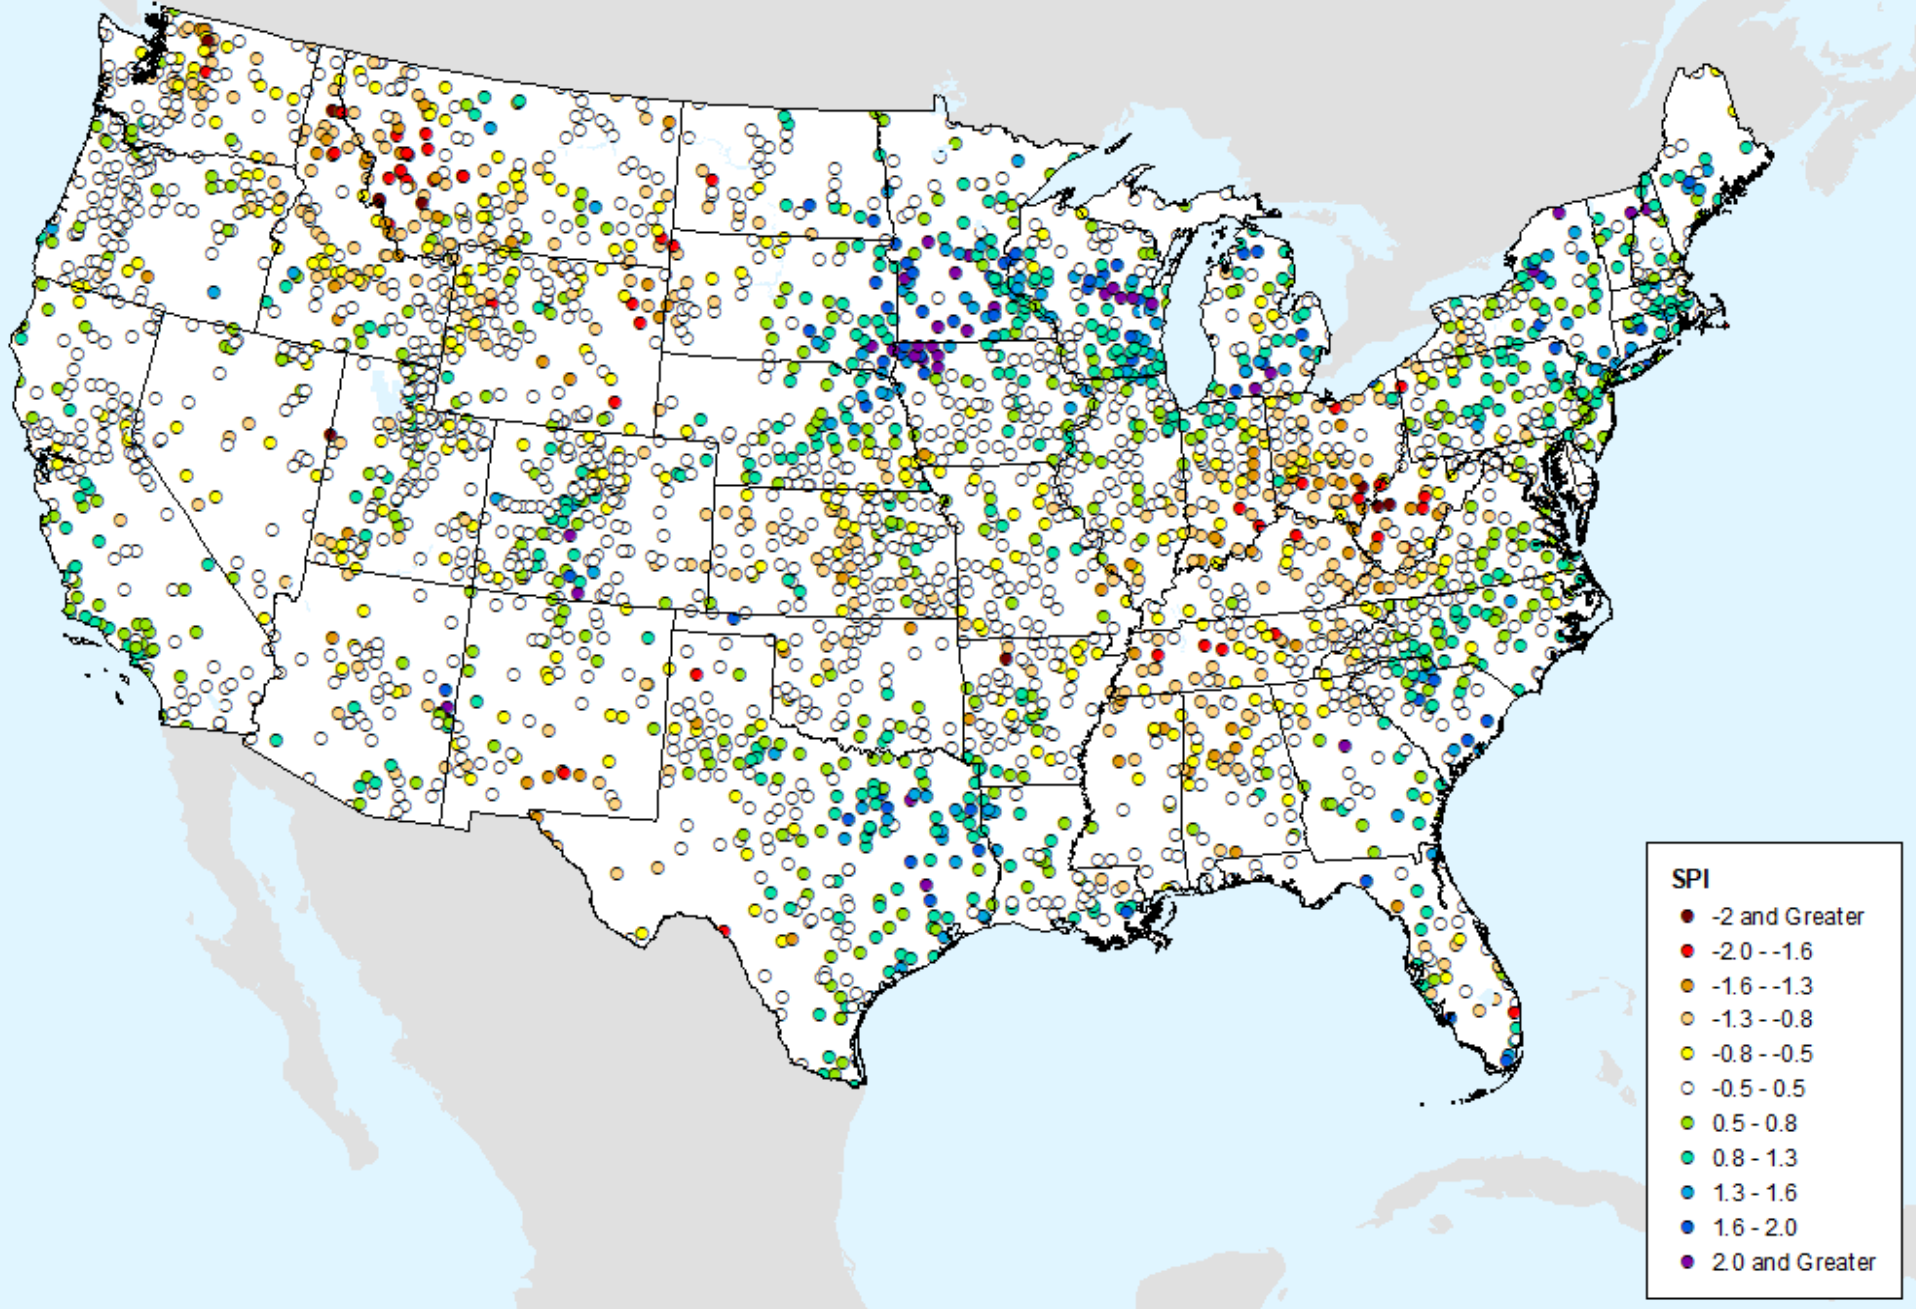 SPI
-2 and Greater
-2.0 - -1.6
-1.6 - -1.3
-1.3 - -0.8
-0.8 - -0.5
-0.5 - 0.5
0.5 - 0.8
0.8 - 1.3
1.3 - 1.6
1.6 - 2.0
2.0 and Greater